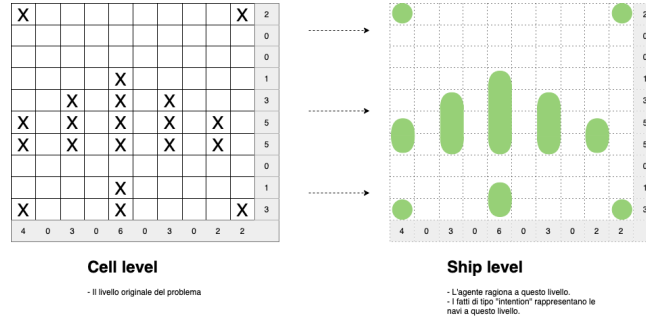 X X 2
0
0
X 1
X X X 3
X X X X 5
X X X X 5
0
X 1
X X X 3
4 0 3 0 6 0 3 0 2 2
2
0
0
1
3
5
5
0
1
3
4 0 3 0 6 0 3 0 2 2
Cell level
- Il livello originale del problema
Ship level
- L'agente ragiona a questo livello.
- I fatti di tipo "intention" rappresentano le
navi a questo livello.